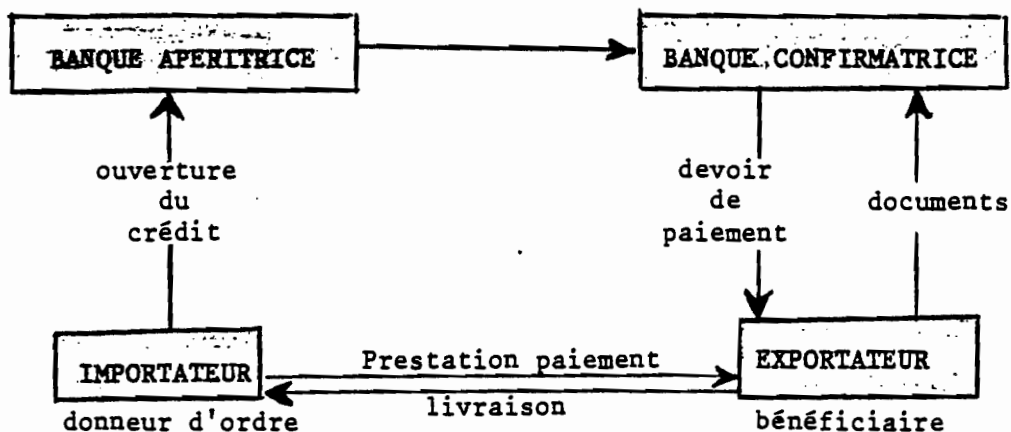 BANQUE APERITRICE
BANQUE CONFIRMATRICE
ouverture
du
crédit
devoir
de
paiement
documents
IMPORTATEUR
Prestation paiement
EXPORTATEUR
donneur d'ordre
livraison
bénéficiaire